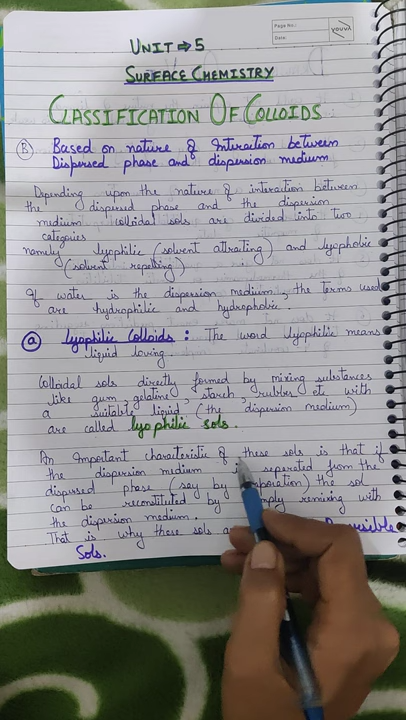 Page No.:
Date:
YOUVA
UNIT ⇒ 5
SURFACE CHEMISTRY
CLASSIFICATION OF COLLOIDS
(B) Based on nature of Interaction between
Dispersed phase and dispersion medium
Depending upon the nature of interaction between
the dispersed phase and the dispersion
medium colloidal sols are divided into two
categories
namely lyophilic (solvent attracting) and lyophobic
(solvent repelling)
If water is the dispersion medium, the terms used
are hydrophilic and hydrophobic.
(a) Lyophilic Colloids : The word lyophilic means
liquid loving.
Colloidal sols directly formed by mixing substances
like gum, gelatine, starch, rubber etc with
a suitable liquid (the dispersion medium)
are called lyophilic sols.
An Important characteristic of these sols is that if
the dispersion medium is seperated from the
dispersed phase (say by evaporation) the sol
can be reconstituted by simply remixing with
the dispersion medium.
That is why these sols
Sols.